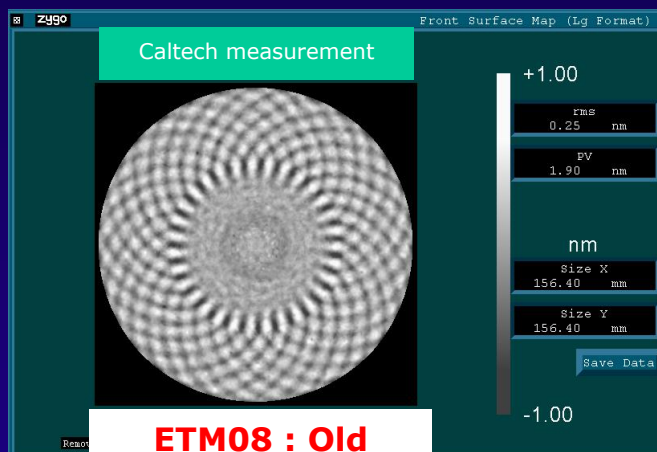 zygo
Front Surface Map (Lg Format)
Caltech measurement
+1.00
rms
0.25 nm
PV
1.90 nm
nm
Size X
156.40 mm
Size Y
156.40 mm
Save Data
-1.00
ETM08 : Old